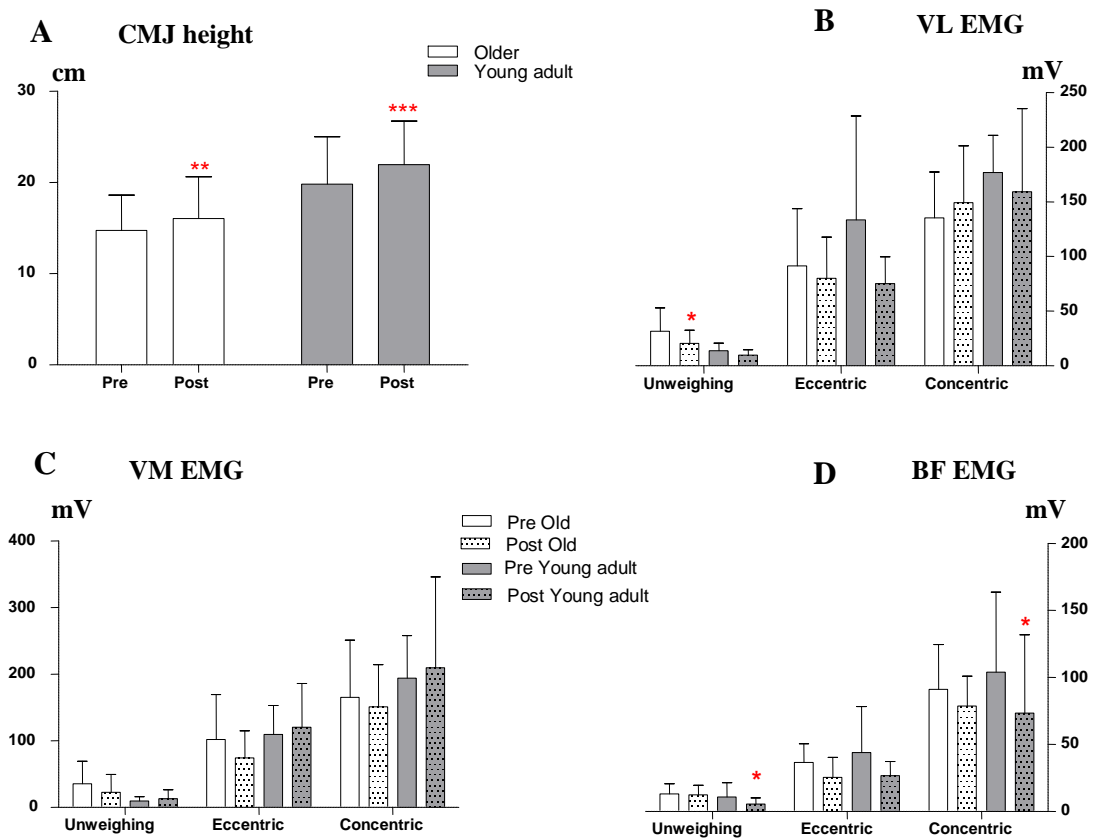 A
CMJ height
Older
Young adult
cm
30
20
10
0
**
***
Pre
Post
Pre
Post
B
VL EMG
mV
250
200
150
100
50
0
*
Unweighing
Eccentric
Concentric
C
VM EMG
mV
400
300
200
100
0
Pre Old
Post Old
Pre Young adult
Post Young adult
Unweighing
Eccentric
Concentric
D
BF EMG
mV
200
150
100
50
0
*
*
Unweighing
Eccentric
Concentric